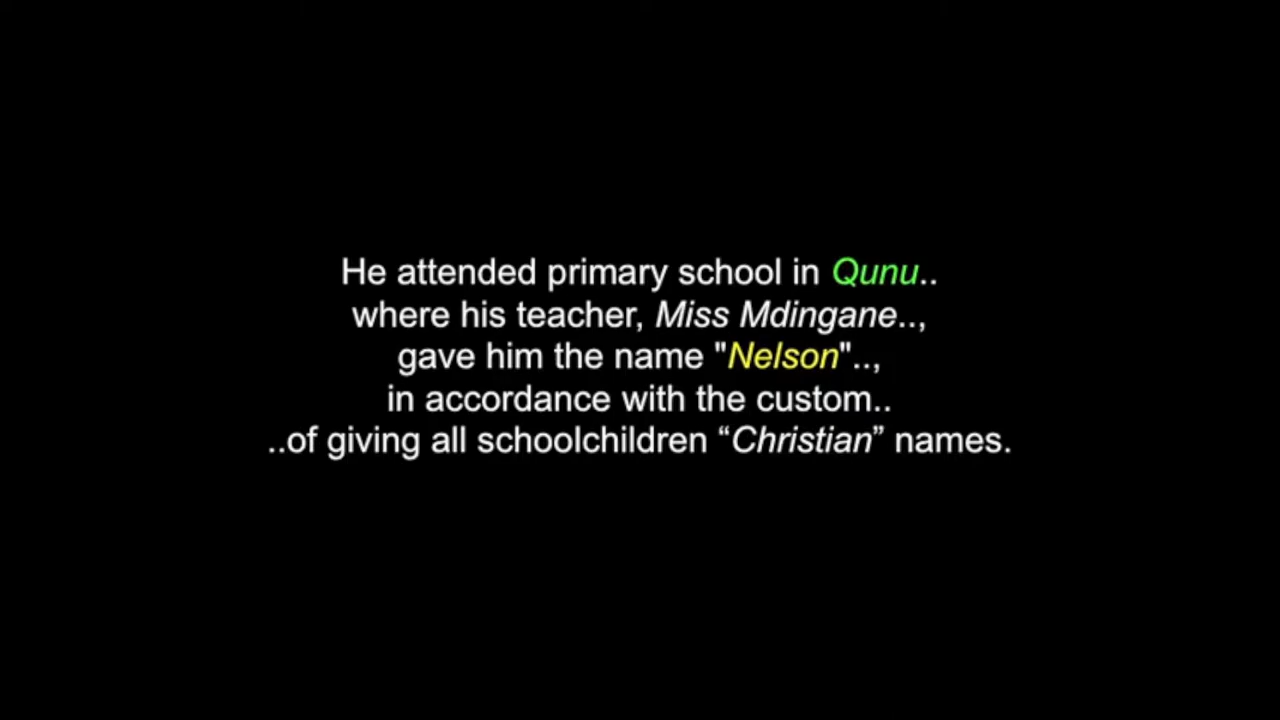 He attended primary school in Qunu..
where his teacher, Miss Mdingane..,
gave him the name "Nelson"..,
in accordance with the custom..
..of giving all schoolchildren “Christian” names.